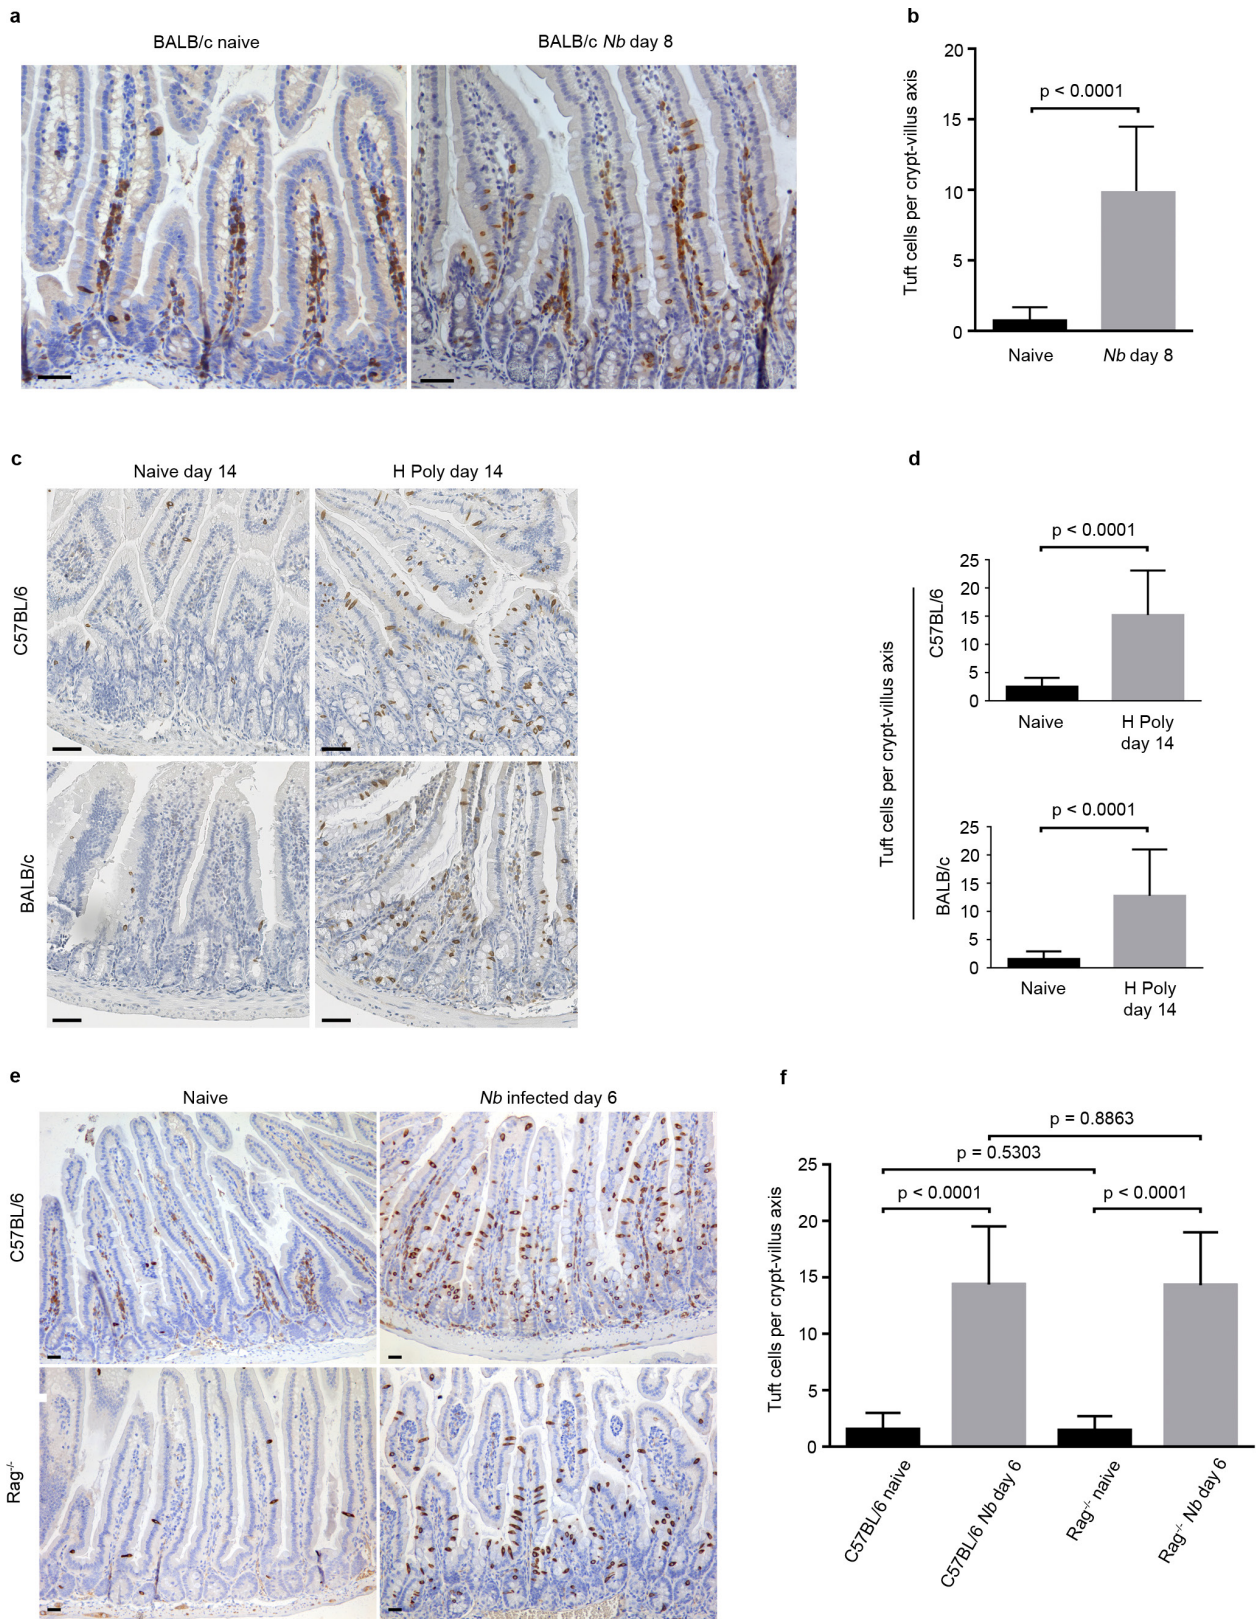 a
BALB/c naive
BALB/c Nb day 8
b
Tuft cells per crypt-villus axis
20
15
10
5
0
p < 0.0001
Naive
Nb day 8
c
Naive day 14
H Poly day 14
C57BL/6
BALB/c
d
Tuft cells per crypt-villus axis
C57BL/6
p < 0.0001
25
20
15
10
5
0
Naive
H Poly
day 14
BALB/c
p < 0.0001
25
20
15
10
5
0
Naive
H Poly
day 14
e
Naive
Nb infected day 6
C57BL/6
Rag-/-
f
Tuft cells per crypt-villus axis
p = 0.8863
p = 0.5303
p < 0.0001
p < 0.0001
25
20
15
10
5
0
C57BL/6 naive
C57BL/6 Nb day 6
Rag-/- naive
Rag-/- Nb day 6